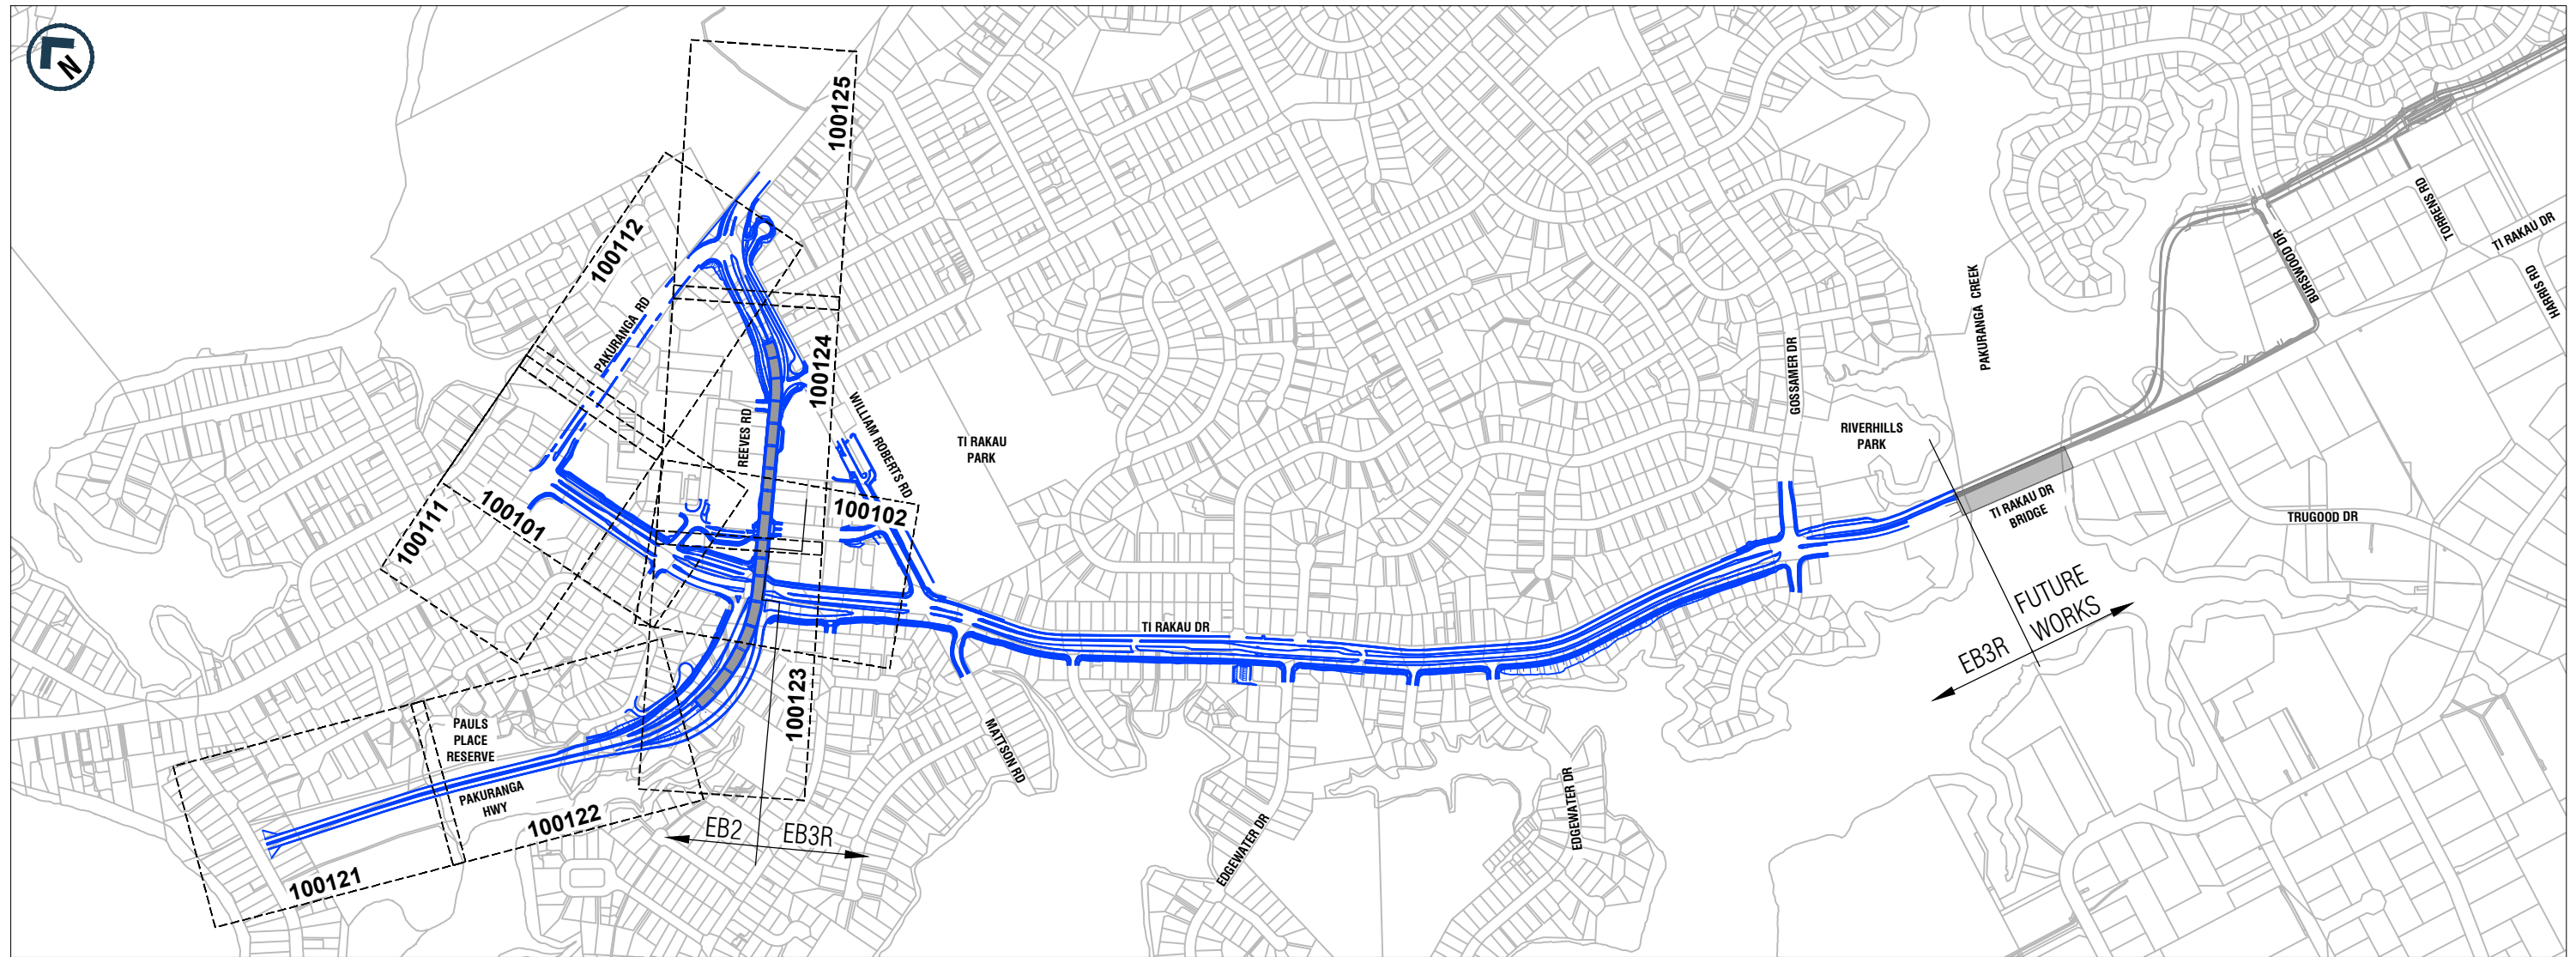 N
100125
100112
PAKURANGA RD
100124
REEVES RD
WILLIAM ROBERTS RD
TI RAKAU
PARK
100111
100101
100102
100123
PAULS
PLACE
RESERVE
PAKURANGA
HWY
100122
100121
EB2
EB3R
MATTSON RD
TI RAKAU DR
EDGEWATER DR
EDGEWATER DR
GOSSAMER DR
RIVERHILLS
PARK
PAKURANGA CREEK
TI RAKAU DR
BRIDGE
EB3R
FUTURE
WORKS
BURSWOOD DR
TORRENS RD
TI RAKAU DR
HARRIS RD
TRUGOOD DR